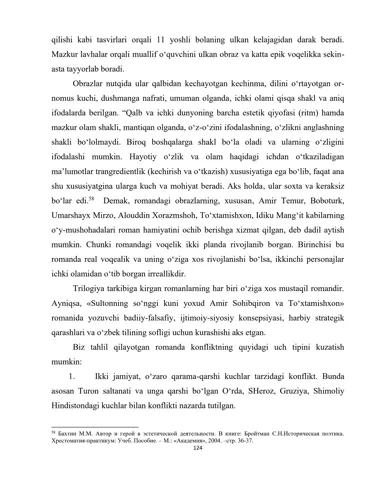 qilishi kabi tasvirlari orqali 11 yoshli bolaning ulkan kelajagidan darak beradi.
Mazkur lavhalar orqali muallif o‘quvchini ulkan obraz va katta epik voqelikka sekin-
asta tayyorlab boradi.
Obrazlar nutqida ular qalbidan kechayotgan kechinma, dilini o‘rtayotgan or-
nomus kuchi, dushmanga nafrati, umuman olganda, ichki olami qisqa shakl va aniq
ifodalarda berilgan. “Qalb va ichki dunyoning barcha estetik qiyofasi (ritm) hamda
mazkur olam shakli, mantiqan olganda, o‘z-o‘zini ifodalashning, o‘zlikni anglashning
shakli bo‘lolmaydi. Biroq boshqalarga shakl bo‘la oladi va ularning o‘zligini
ifodalashi mumkin. Hayotiy o‘zlik va olam haqidagi ichdan o‘tkaziladigan
ma’lumotlar trangredientlik (kechirish va o‘tkazish) xususiyatiga ega bo‘lib, faqat ana
shu xususiyatgina ularga kuch va mohiyat beradi. Aks holda, ular soxta va keraksiz
bo‘lar edi.⁵⁸ Demak, romandagi obrazlarning, xususan, Amir Temur, Boboturk,
Umarshayx Mirzo, Alouddin Xorazmshoh, To‘xtamishxon, Idiku Mang‘it kabilarning
o‘y-mushohadalari roman hamiyatini ochib berishga xizmat qilgan, deb dadil aytish
mumkin. Chunki romandagi voqelik ikki planda rivojlanib borgan. Birinchisi bu
romanda real voqealik va uning o‘ziga xos rivojlanishi bo‘lsa, ikkinchi personajlar
ichki olamidan o‘tib borgan irreallikdir.
Trilogiya tarkibiga kirgan romanlarning har biri o‘ziga xos mustaqil romandir.
Ayniqsa, «Sultonning so‘nggi kuni yoxud Amir Sohibqiron va To‘xtamishxon»
romanida yozuvchi badiiy-falsafiy, ijtimoiy-siyosiy konsepsiyasi, harbiy strategik
qarashlari va o‘zbek tilining sofligi uchun kurashishi aks etgan.
Biz tahlil qilayotgan romanda konfliktning quyidagi uch tipini kuzatish
mumkin:
1. Ikki jamiyat, o‘zaro qarama-qarshi kuchlar tarzidagi konflikt. Bunda
asosan Turon saltanati va unga qarshi bo‘lgan O‘rda, SHeroz, Gruziya, Shimoliy
Hindistondagi kuchlar bilan konflikti nazarda tutilgan.
⁵⁸ Бахтин М.М. Автор и герой в эстетической деятельности. В книге: Бройтман С.Н.Историческая поэтика.
Хрестоматия-практикум: Учеб. Пособие. – М.: «Академия», 2004. –стр. 36-37.
124